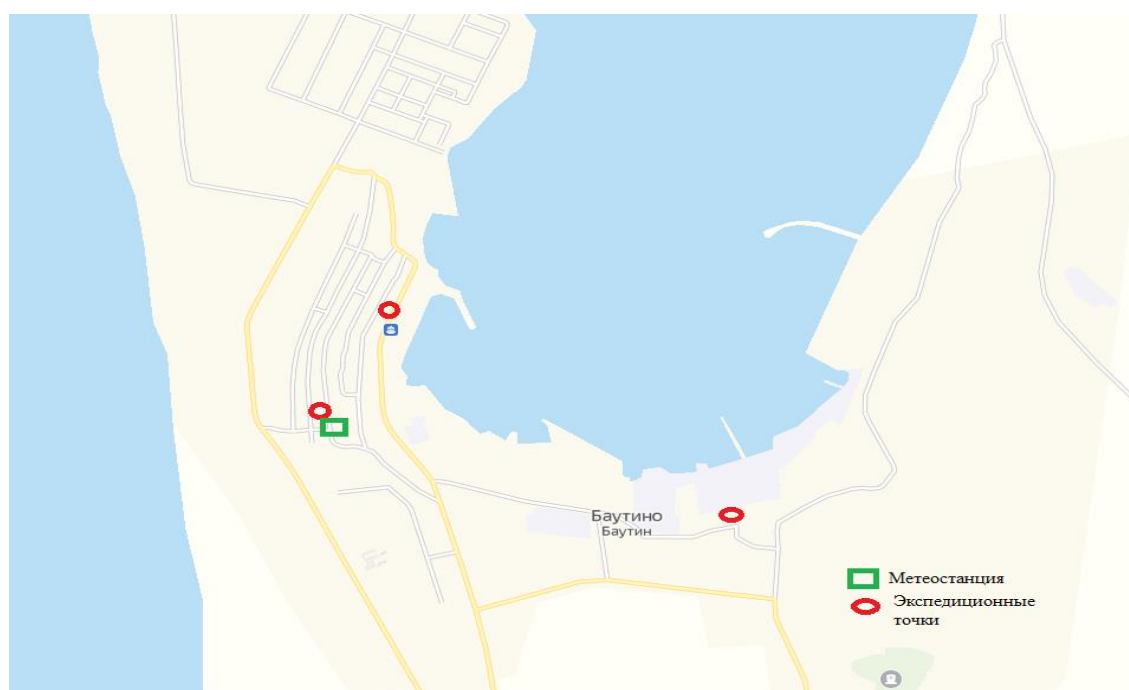 Баутино
Баутин
Метеостанция
Экспедиционные
точки